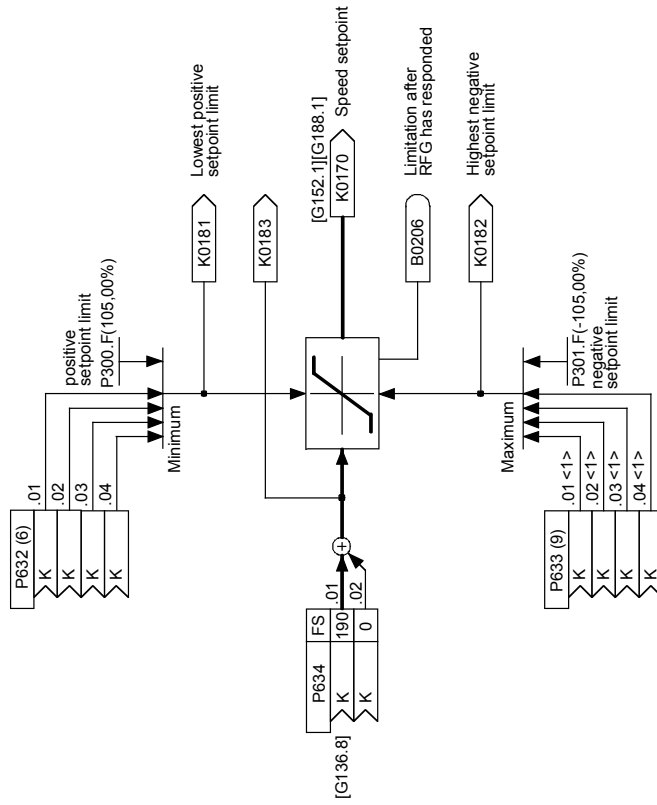 P632 (6)
K
.01
K
.02
K
.03
K
.04
positive
setpoint limit
P300.F(105,00%)
Minimum
K0181
Lowest positive
setpoint limit
K0183
[G136.8]
P634
FS
K
190
.01
K
0
.02
+
[G152.1][G188.1]
K0170
Speed setpoint
B0206
Limitation after
RFG has responded
K0182
Highest negative
setpoint limit
Maximum
P301.F(-105,00%)
negative
setpoint limit
P633 (9)
K
.01 <1>
K
.02 <1>
K
.03 <1>
K
.04 <1>